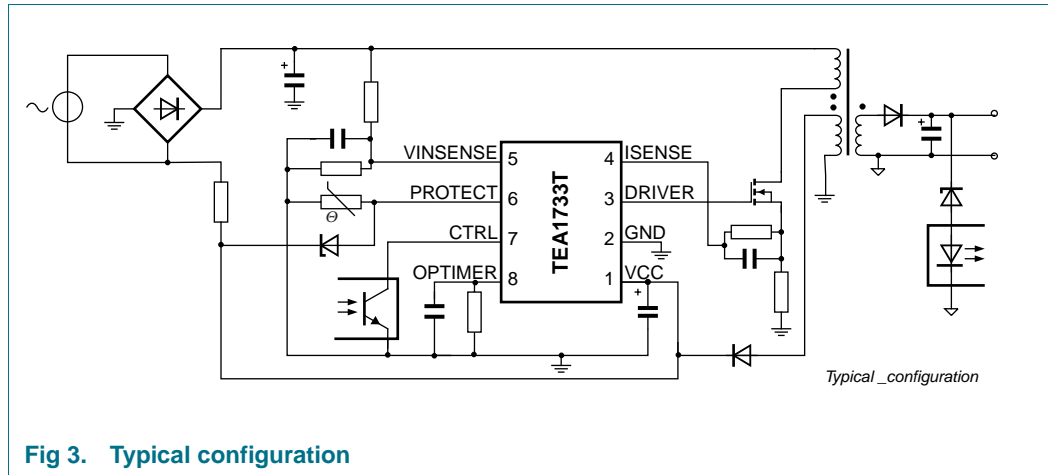 VINSENSE 5 4 ISENSE
PROTECT 6 3 DRIVER
Θ
CTRL 7 2 GND
OPTIMER 8 1 VCC
TEA1733T
+
+
+
Typical _configuration
Fig 3. Typical configuration